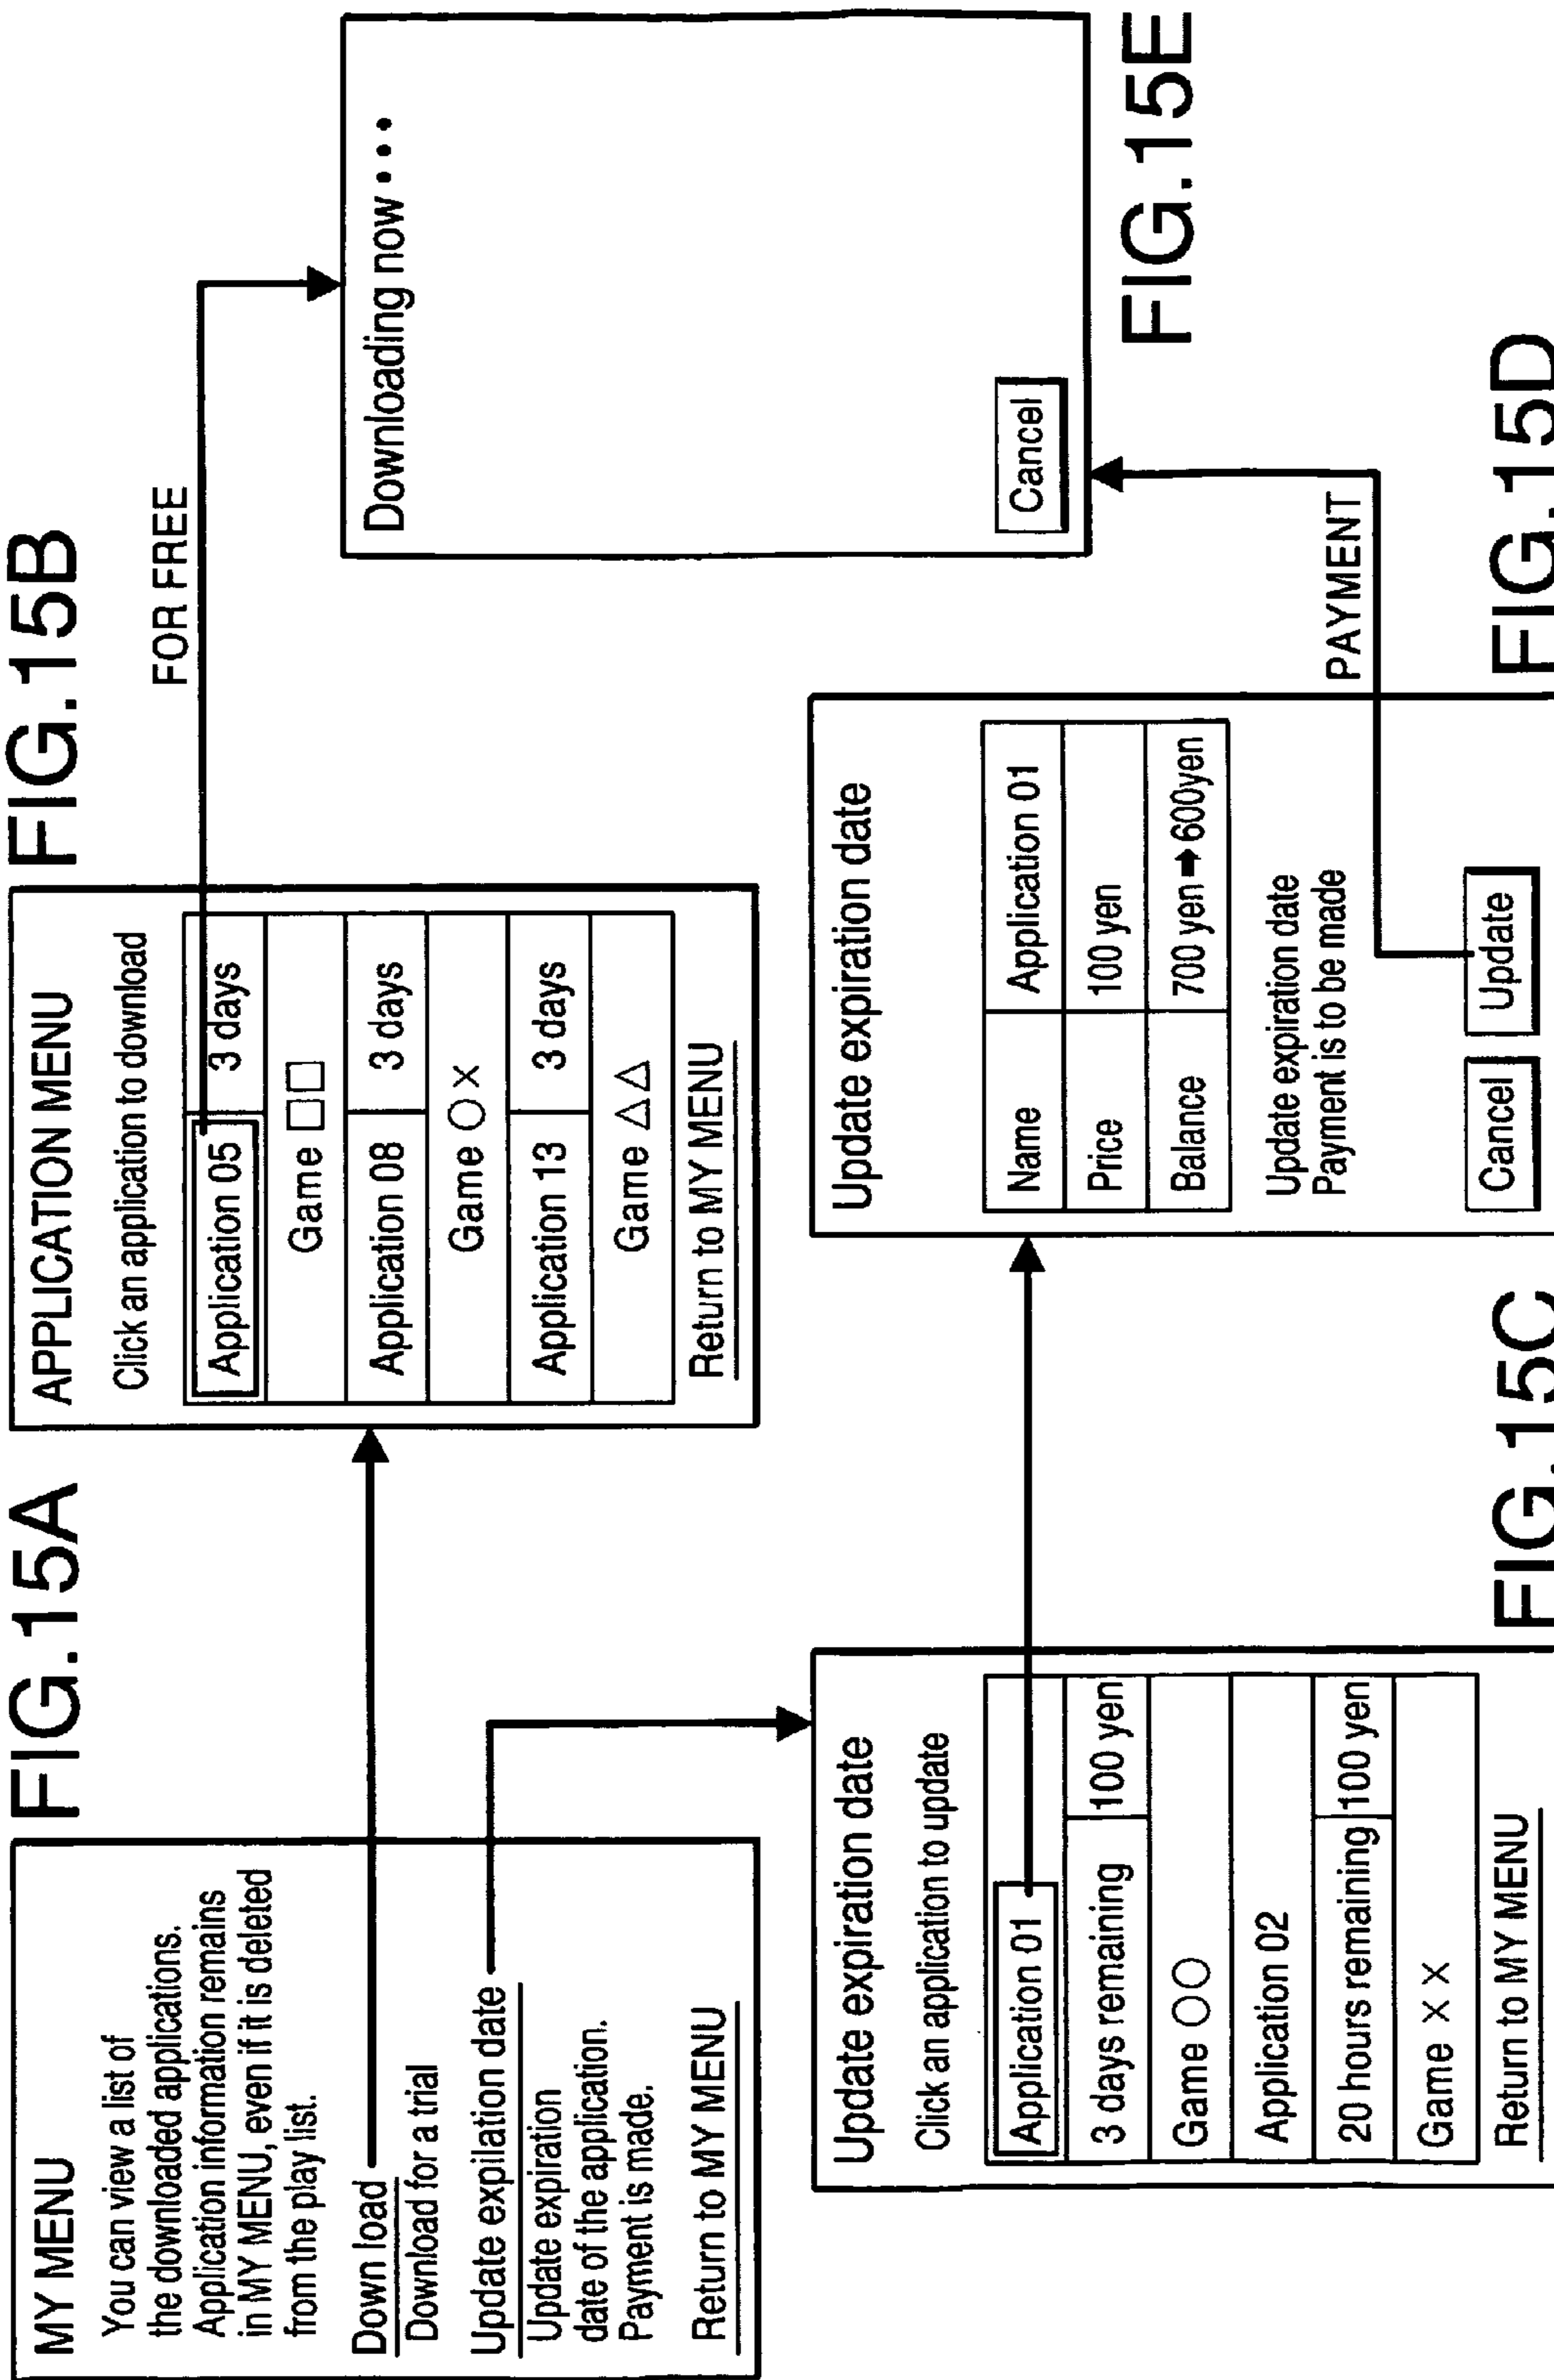 FIG.15A
MY MENU
You can view a list of
the downloaded applications.
Application information remains
in MY MENU, even if it is deleted
from the play list.
Down load
Download for a trial
Update expilation date
Update expiration
date of the application.
Payment is made.
Return to MY MENU
FIG.15B
APPLICATION MENU
Click an application to download
Application 05 3 days
Game □□
Application 08 3 days
Game ○×
Application 13 3 days
Game △△
Return to MY MENU
FOR FREE
Downloading now • • •
Cancel
FIG.15E
Update expiration date
Click an application to update
Application 01
3 days remaining 100 yen
Game ○○
Application 02
20 hours remaining 100 yen
Game ××
Return to MY MENU
FIG.15C
Update expiration date
Name Application 01
Price 100 yen
Balance 700 yen ➡ 600yen
Update expiration date
Payment is to be made
Cancel Update
PAYMENT
FIG.15D